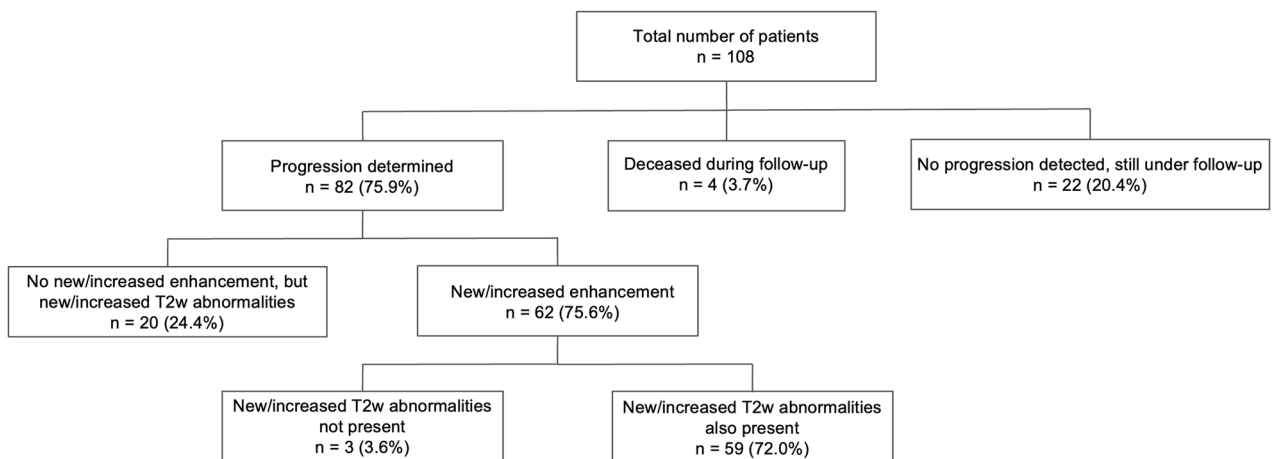 Total number of patients
n = 108
Progression determined
n = 82 (75.9%)
Deceased during follow-up
n = 4 (3.7%)
No progression detected, still under follow-up
n = 22 (20.4%)
No new/increased enhancement, but
new/increased T2w abnormalities
n = 20 (24.4%)
New/increased enhancement
n = 62 (75.6%)
New/increased T2w abnormalities
not present
n = 3 (3.6%)
New/increased T2w abnormalities
also present
n = 59 (72.0%)